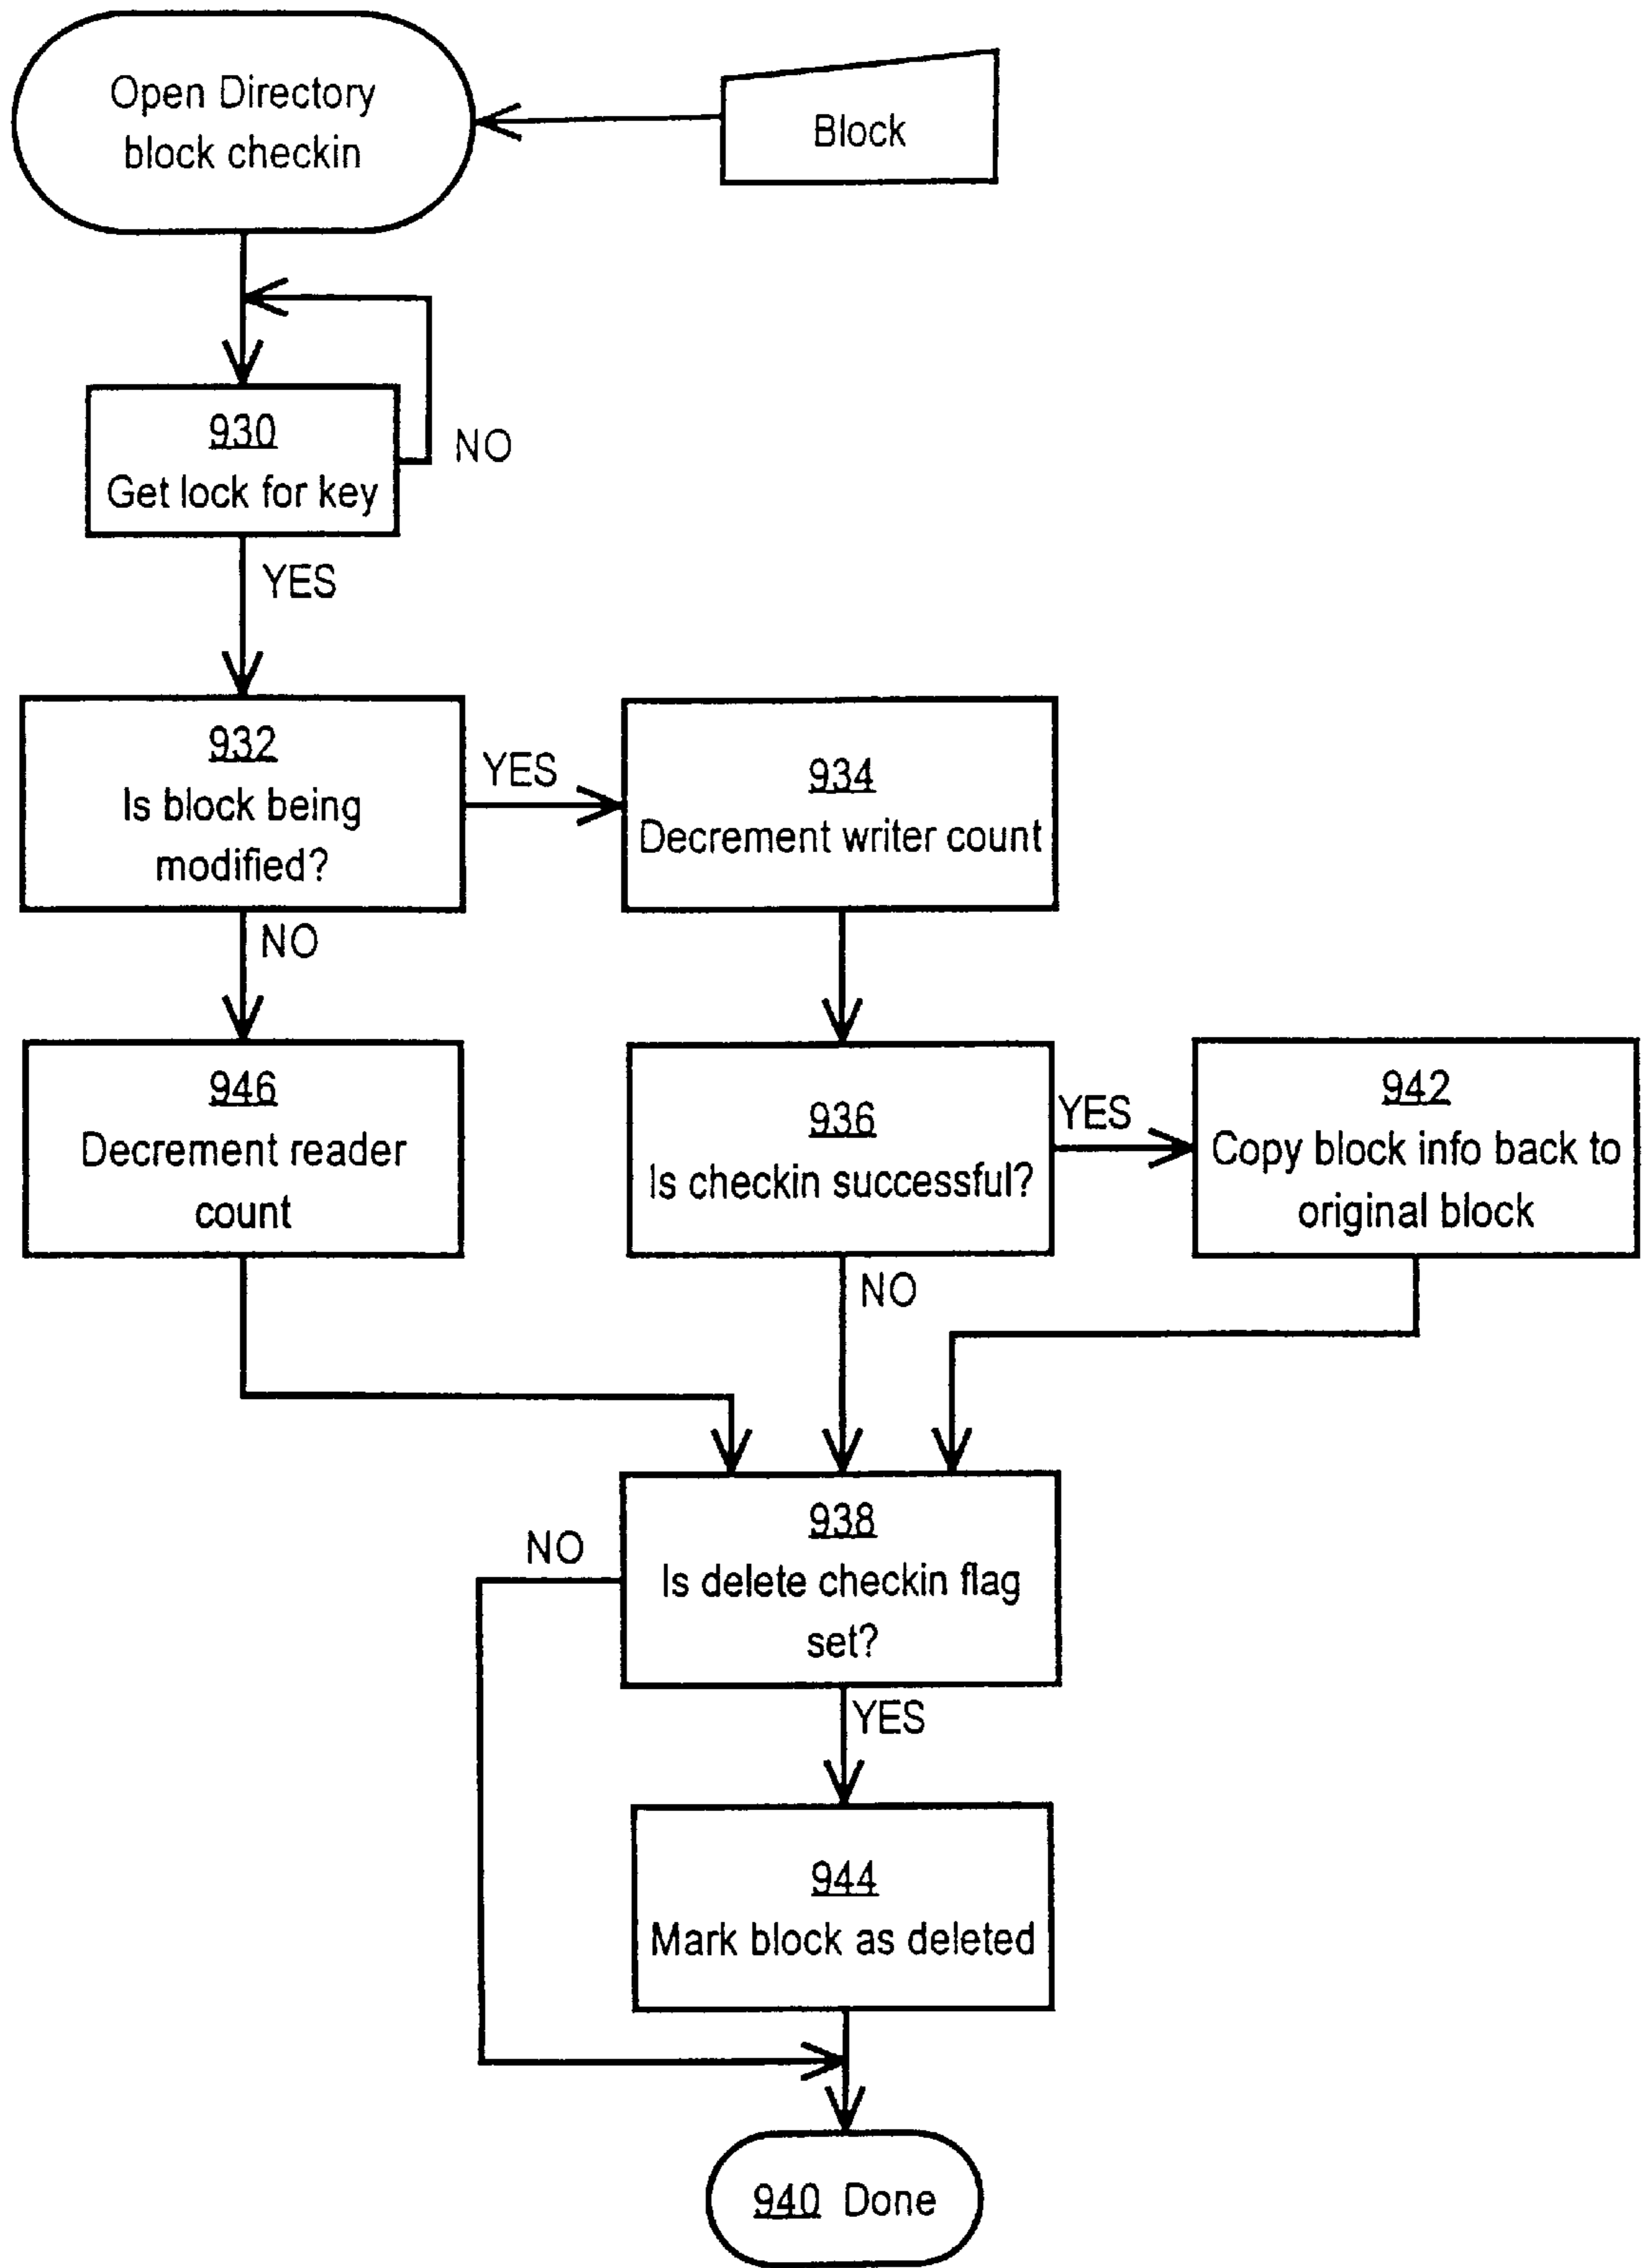 Open Directory
block checkin
Block
930
Get lock for key
NO
YES
932
Is block being
modified?
YES
934
Decrement writer count
NO
946
Decrement reader
count
936
Is checkin successful?
YES
942
Copy block info back to
original block
NO
938
Is delete checkin flag
set?
NO
YES
944
Mark block as deleted
940 Done